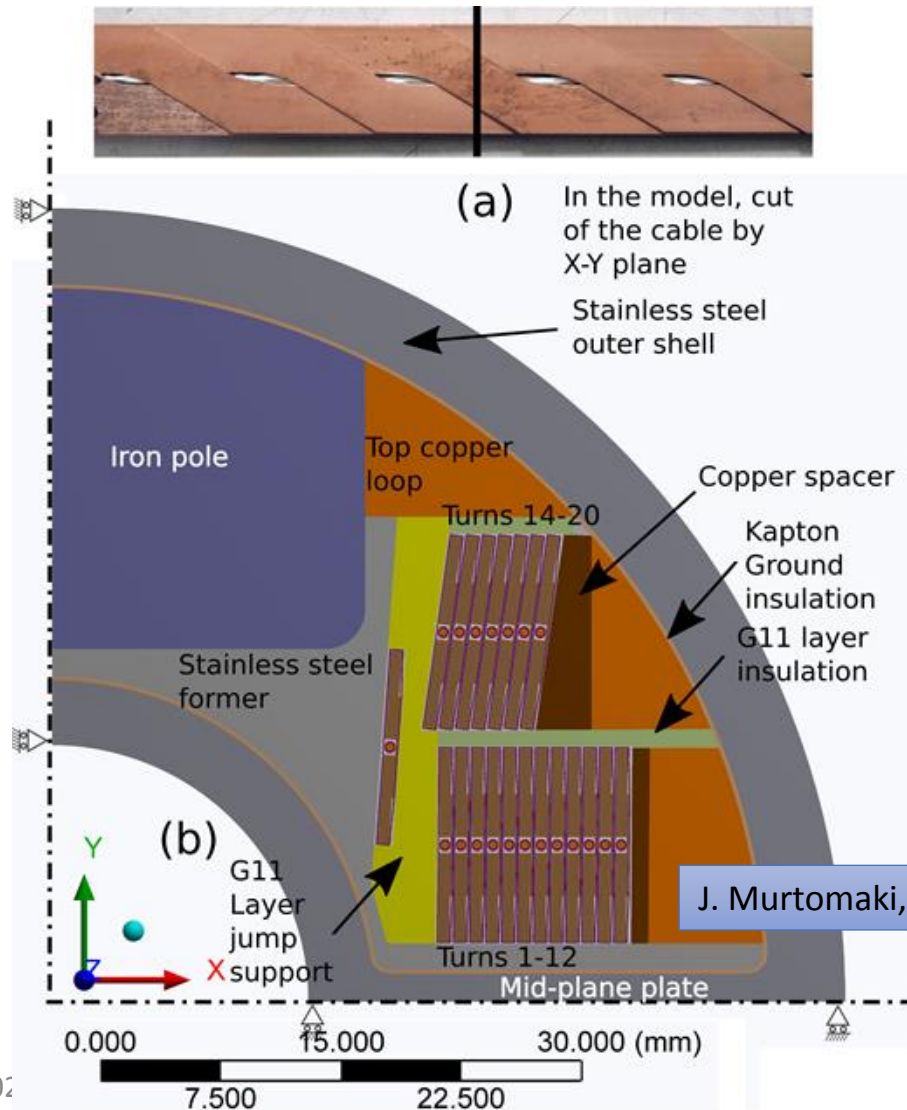 (a)
In the model, cut
of the cable by
X-Y plane
Stainless steel
outer shell
Iron pole
Top copper
loop
Copper spacer
Turns 14-20
Kapton
Ground
insulation
G11 layer
insulation
Stainless steel
former
(b)
Y
G11
Layer
jump
support
Z
X
J. Murtomaki,
Turns 1-12
Mid-plane plate
0.000 15.000 30.000 (mm)
7.500 22.500